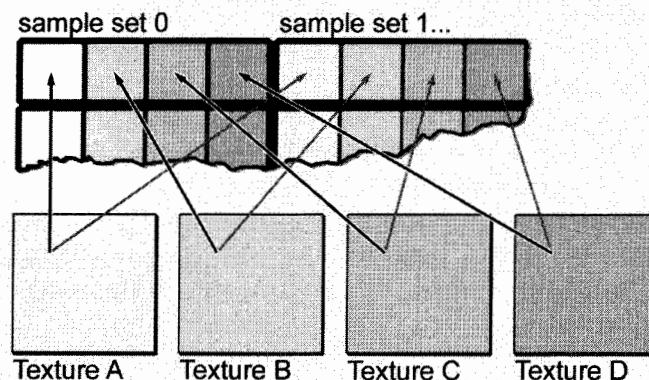 sample set 0
sample set 1...
Texture A
Texture B
Texture C
Texture D